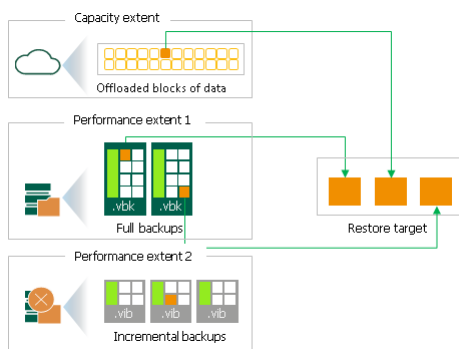 Capacity extent
Offloaded blocks of data
Performance extent 1
.vbk
.vbk
Full backups
Restore target
Performance extent 2
.vib
.vib
.vib
Incremental backups